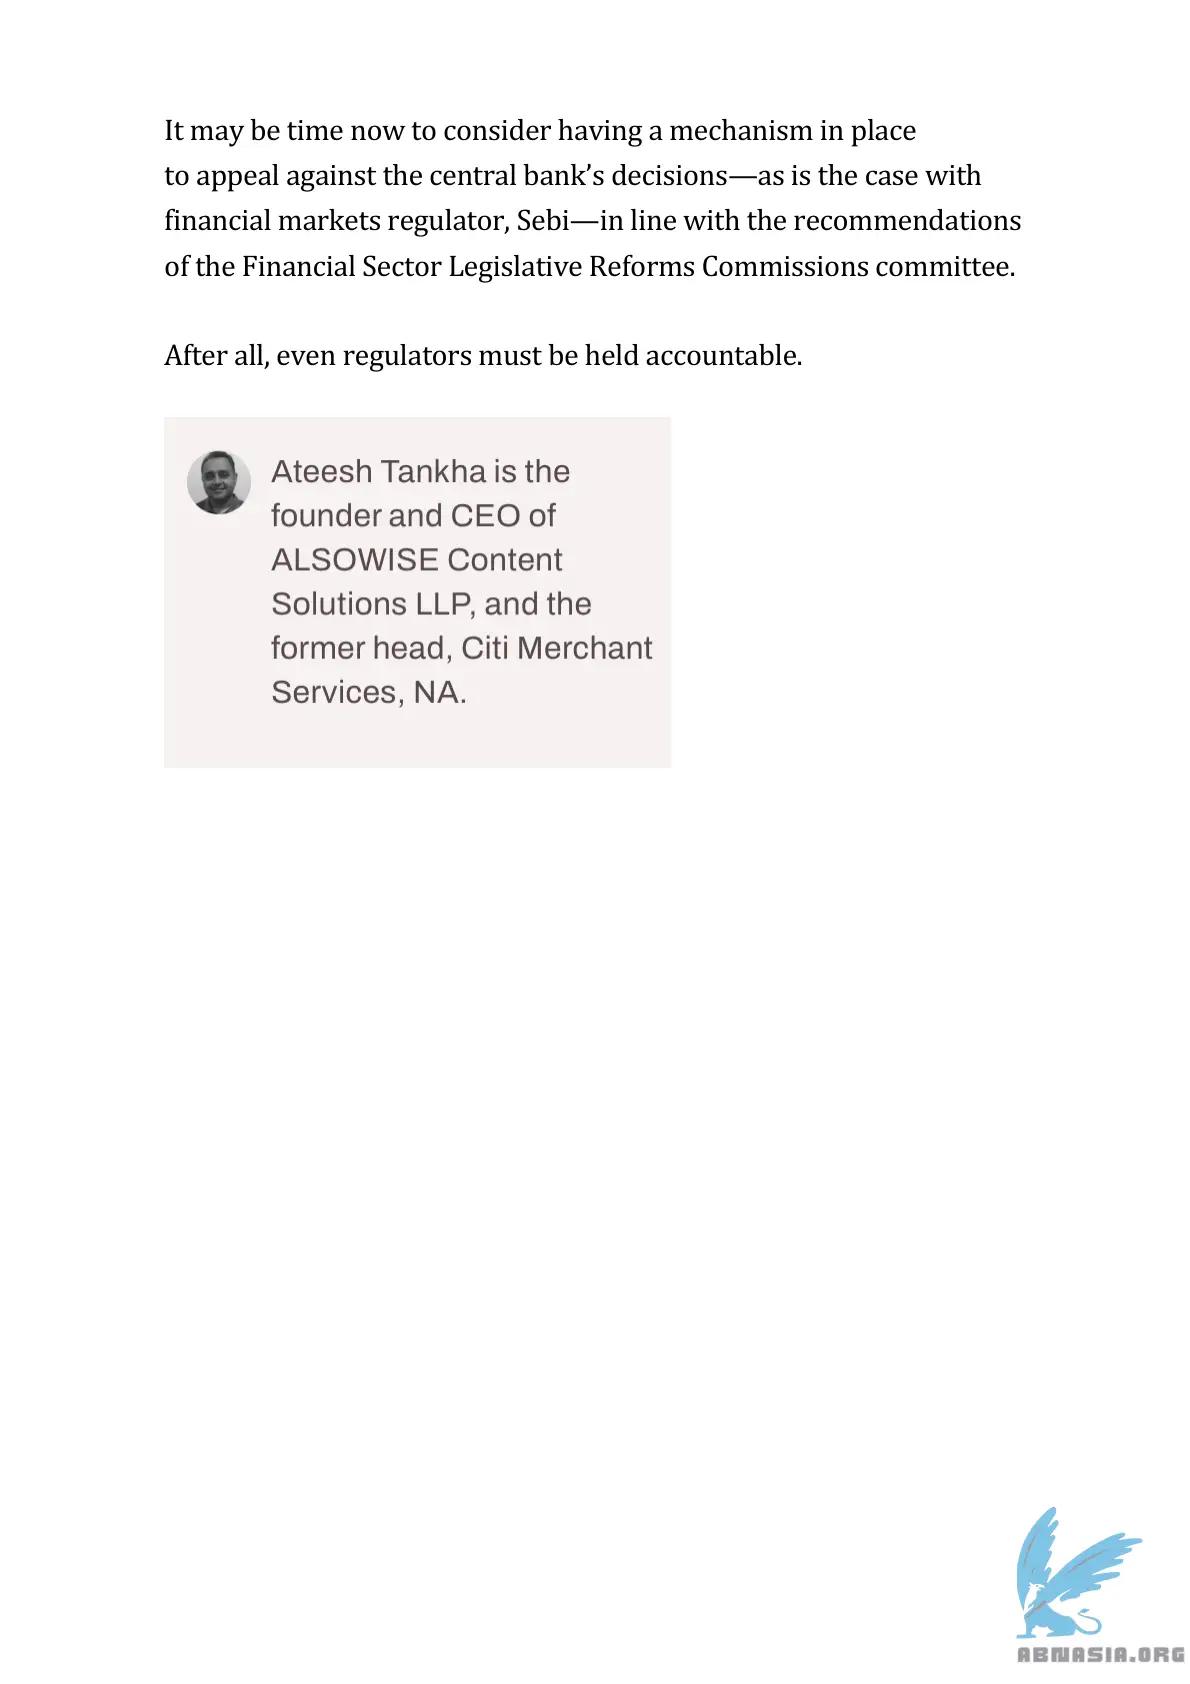 It may be time now to consider having a mechanism in place
to appeal against the central bank’s decisions—as is the case with
financial markets regulator, Sebi—in line with the recommendations
of the Financial Sector Legislative Reforms Commissions committee.
After all, even regulators must be held accountable.
Ateesh Tankha is the
founder and CEO of
ALSOWISE Content
Solutions LLP, and the
former head, Citi Merchant
Services, NA.
ABNASIA.ORG